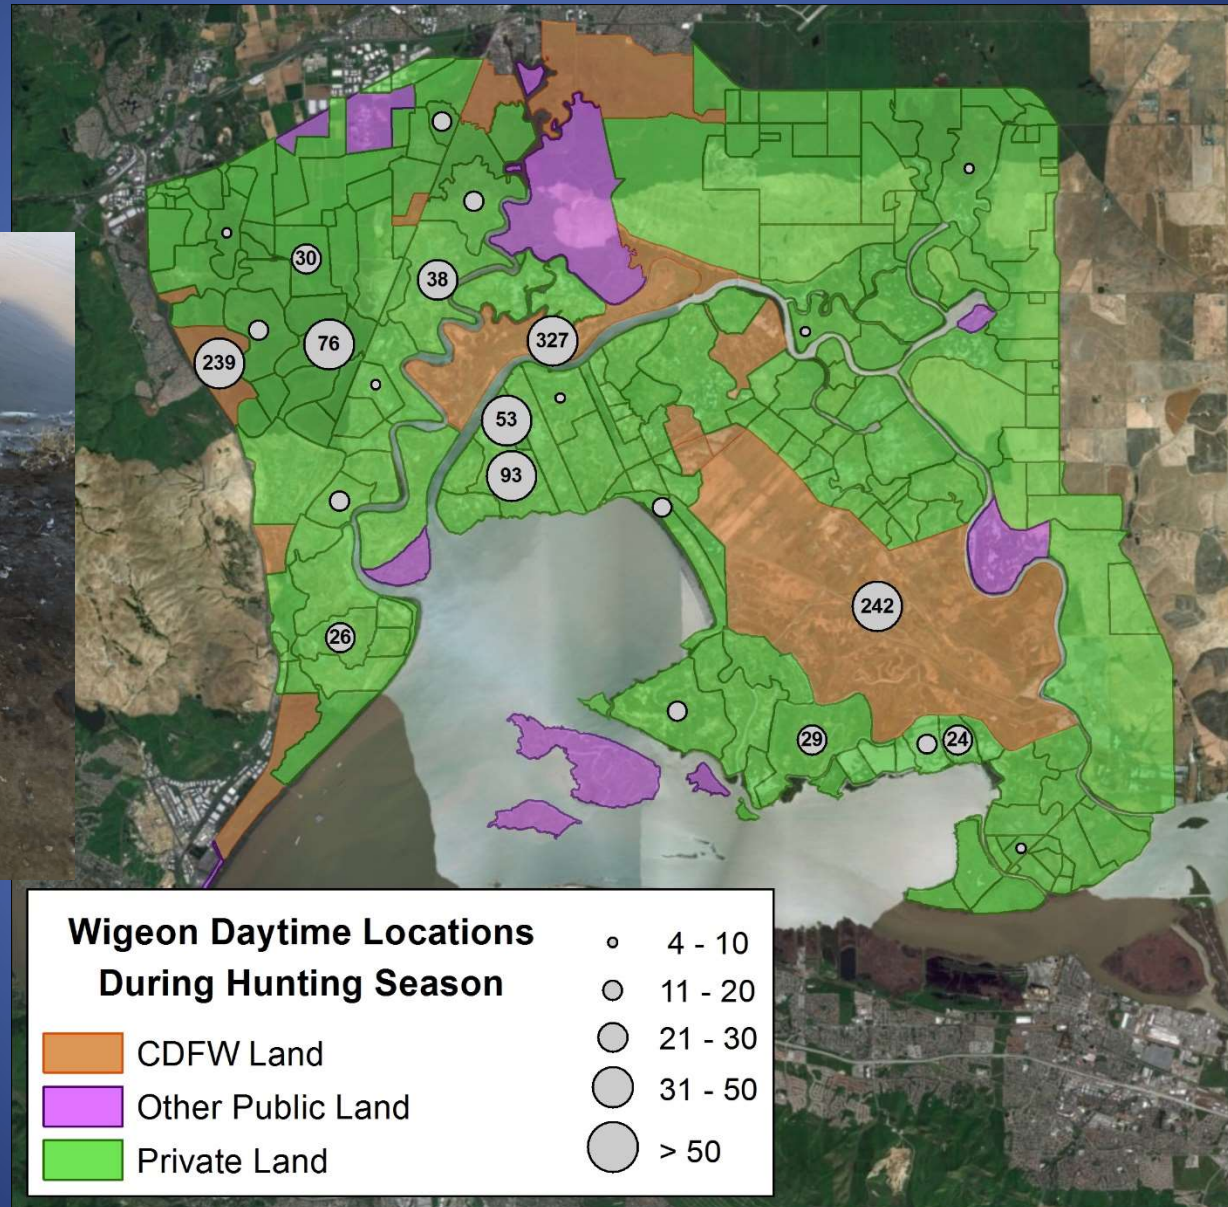 30
38
327
76
239
53
93
242
26
29
24
Wigeon Daytime Locations
During Hunting Season
CDFW Land
Other Public Land
Private Land
4 - 10
11 - 20
21 - 30
31 - 50
> 50